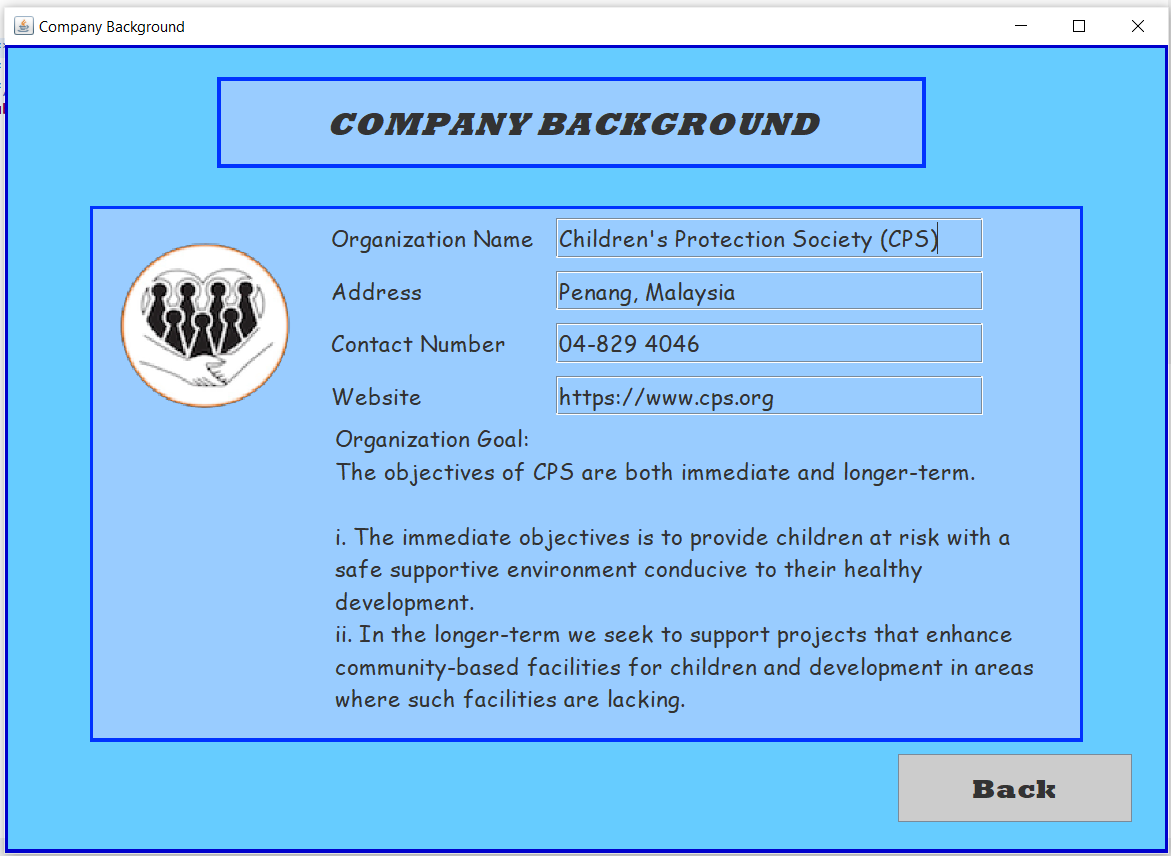 Company Background
COMPANY BACKGROUND
Organization Name Children's Protection Society (CPS)
Address Penang, Malaysia
Contact Number 04-829 4046
Website https://www.cps.org
Organization Goal:
The objectives of CPS are both immediate and longer-term.
i. The immediate objectives is to provide children at risk with a
safe supportive environment conducive to their healthy
development.
ii. In the longer-term we seek to support projects that enhance
community-based facilities for children and development in areas
where such facilities are lacking.
Back